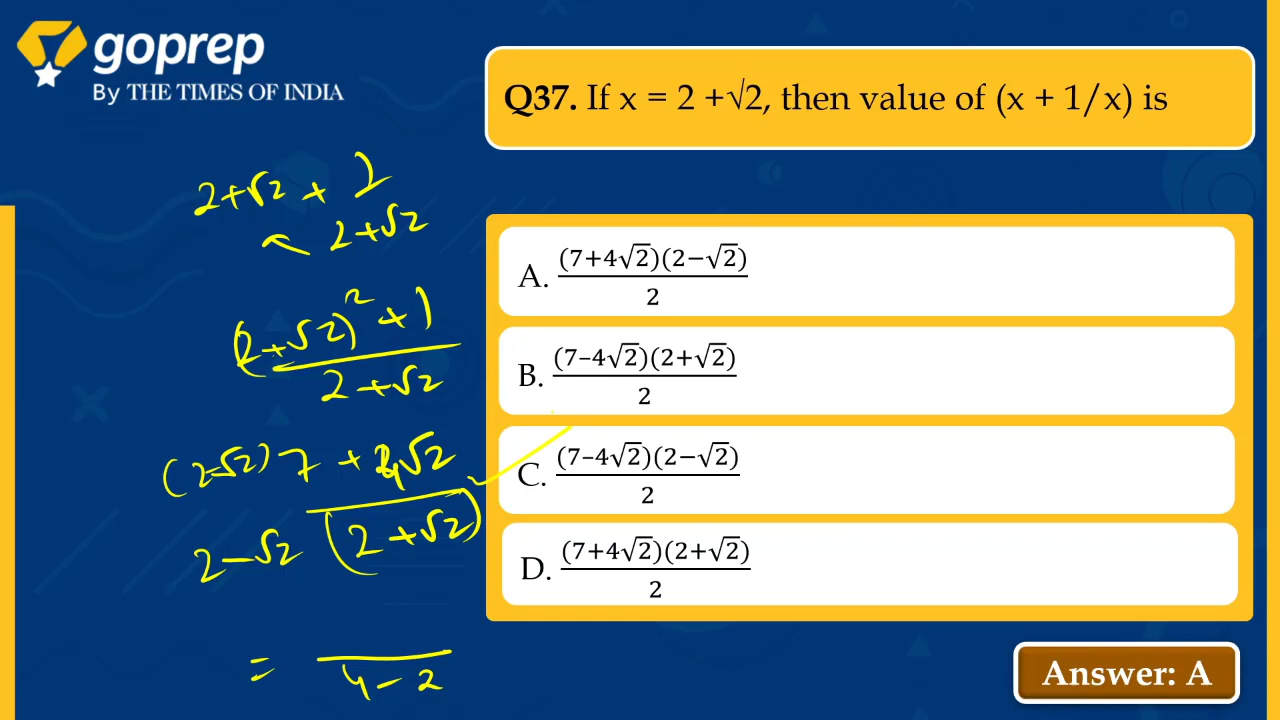 goprep
By THE TIMES OF INDIA
Q37. If x = 2 +√2, then value of (x + 1/x) is
2+√2 + 1
2+√2
(2+√2)² + 1
2+√2
(2-√2) 7 + 4√2
2-√2 (2+√2)
= 4-2
A. (7+4√2)(2−√2)
2
B. (7–4√2)(2+√2)
2
C. (7–4√2)(2−√2)
2
D. (7+4√2)(2+√2)
2
Answer: A